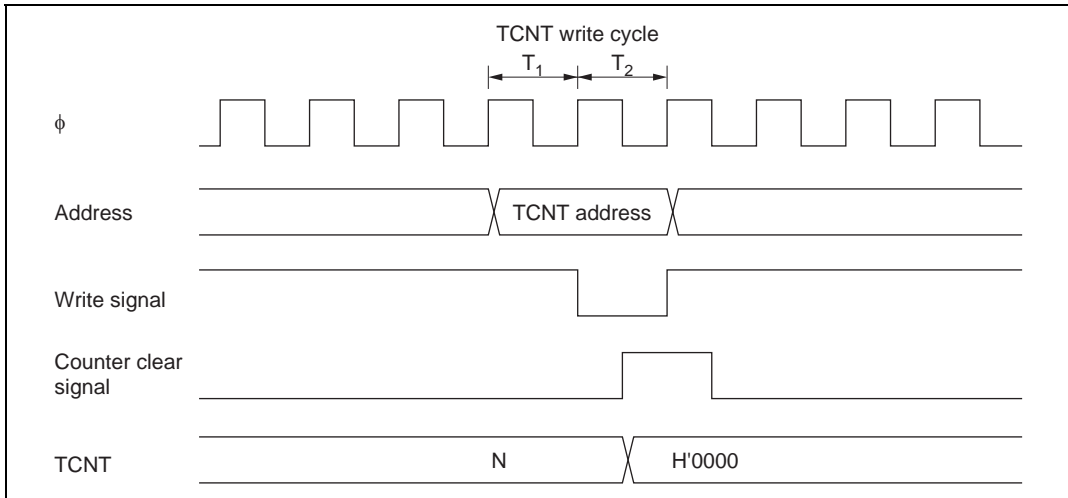 TCNT write cycle
T1 T2
ϕ
Address
TCNT address
Write signal
Counter clear
signal
TCNT
N
H'0000